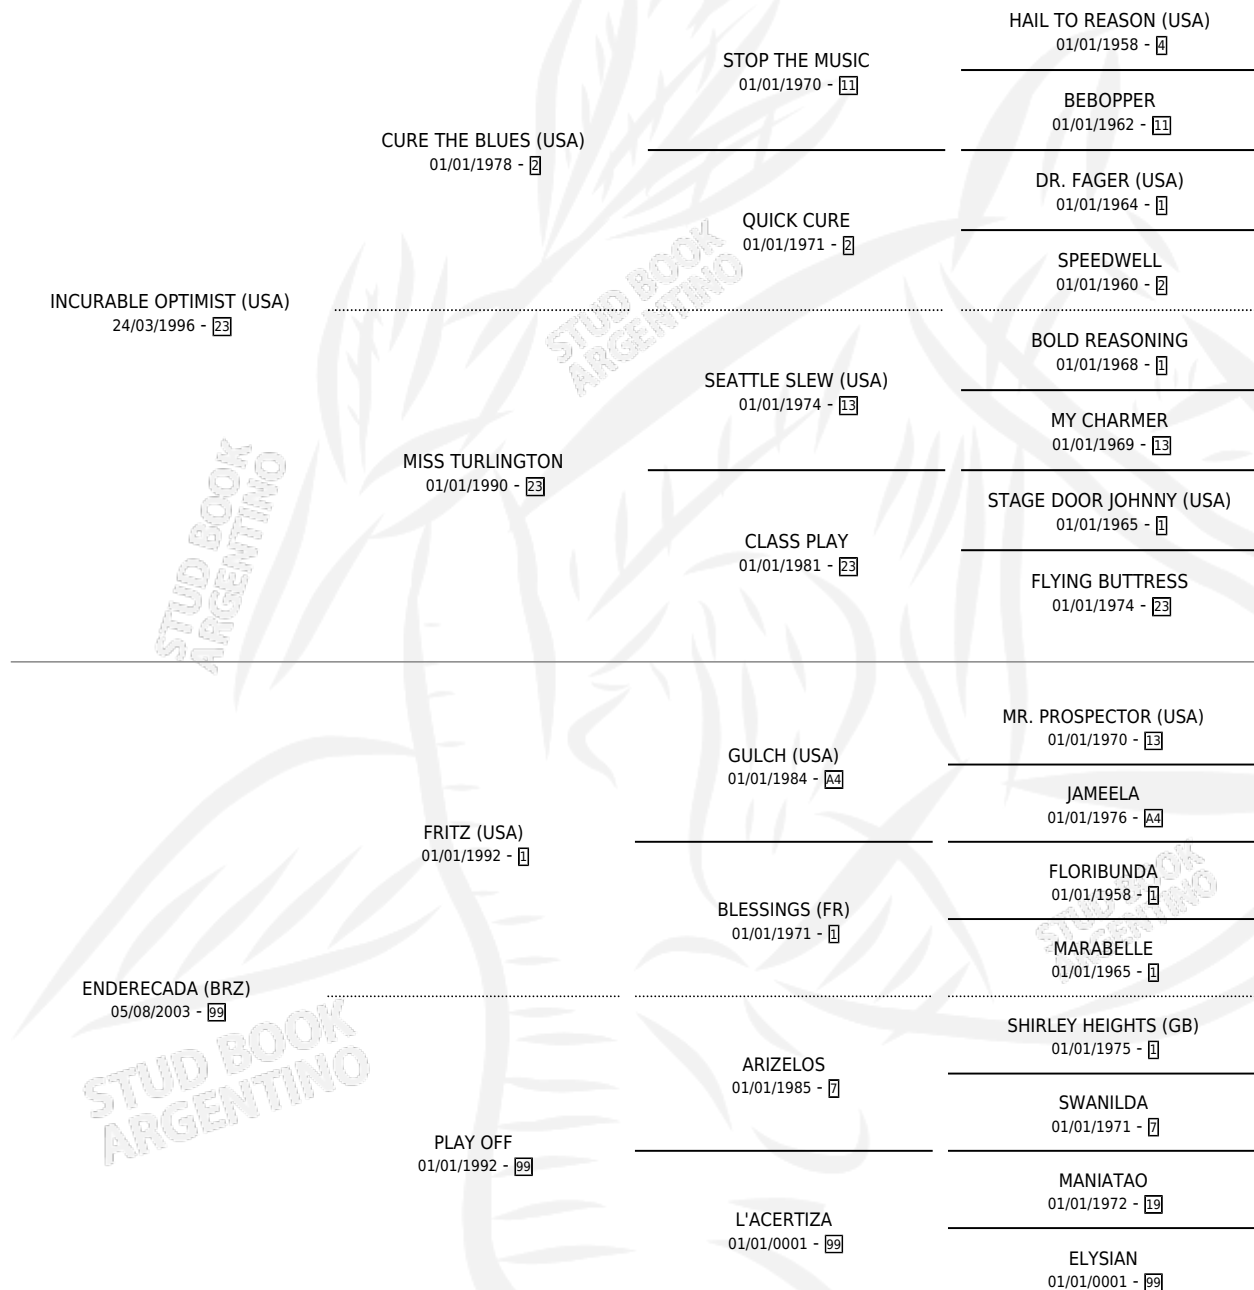 HAIL TO REASON (USA)
01/01/1958 - 4
STOP THE MUSIC
01/01/1970 - 11
BEBOPPER
01/01/1962 - 11
CURE THE BLUES (USA)
01/01/1978 - 2
DR. FAGER (USA)
01/01/1964 - 1
QUICK CURE
01/01/1971 - 2
SPEEDWELL
01/01/1960 - 2
INCURABLE OPTIMIST (USA)
24/03/1996 - 23
BOLD REASONING
01/01/1968 - 1
SEATTLE SLEW (USA)
01/01/1974 - 13
MY CHARMER
01/01/1969 - 13
MISS TURLINGTON
01/01/1990 - 23
STAGE DOOR JOHNNY (USA)
01/01/1965 - 1
CLASS PLAY
01/01/1981 - 23
FLYING BUTTRESS
01/01/1974 - 23
MR. PROSPECTOR (USA)
01/01/1970 - 13
GULCH (USA)
01/01/1984 - A4
JAMEELA
01/01/1976 - A4
FRITZ (USA)
01/01/1992 - 1
FLORIBUNDA
01/01/1958 - 1
BLESSINGS (FR)
01/01/1971 - 1
MARABELLE
01/01/1965 - 1
ENDERECADA (BRZ)
05/08/2003 - 99
SHIRLEY HEIGHTS (GB)
01/01/1975 - 1
ARIZELOS
01/01/1985 - 7
SWANILDA
01/01/1971 - 7
PLAY OFF
01/01/1992 - 99
MANIATAO
01/01/1972 - 19
L'ACERTIZA
01/01/0001 - 99
ELYSIAN
01/01/0001 - 99
STUD BOOK
ARGENTINO
STUD BOOK
ARGENTINO
STUD BOOK
ARGENTINO
STUD BOOK
ARGENTINO